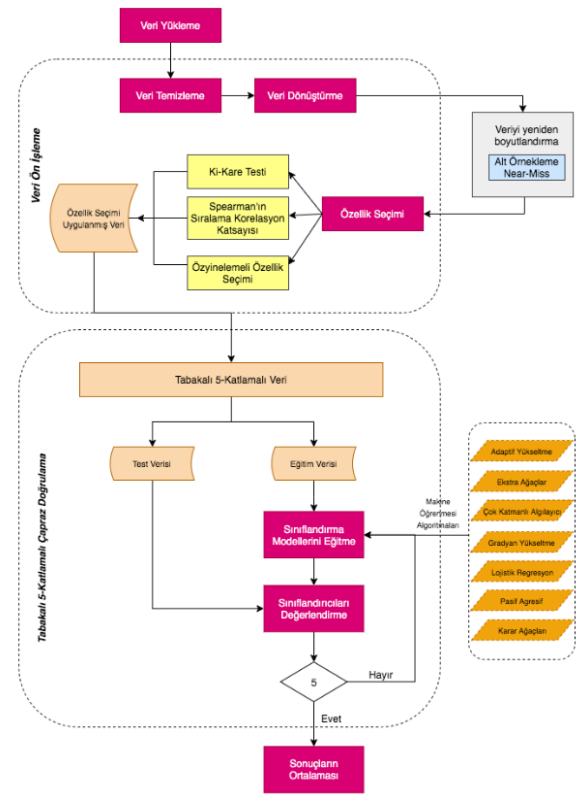 Veri Yükleme
Veri Ön İşleme
Veri Temizleme
Veri Dönüştürme
Veriyi yeniden
boyutlandırma
Alt Örnekleme
Near-Miss
Özellik Seçimi
Ki-Kare Testi
Spearman'ın
Sıralama Korelasyon
Katsayısı
Özyinelemeli Özellik
Seçimi
Özellik Seçimi
Uygulanmış Veri
Tabakalı 5-Katlamalı Çapraz Doğrulama
Tabakalı 5-Katlamalı Veri
Test Verisi
Eğitim Verisi
Sınıflandırma
Modellerini Eğitme
Makine
Öğrenmesi
Algoritmaları
Adaptif Yükseltme
Ekstra Ağaçlar
Çok Katmanlı Algılayıcı
Gradyan Yükseltme
Lojistik Regresyon
Pasif Agresif
Karar Ağaçları
Sınıflandırıcıları
Değerlendirme
5
Hayır
Evet
Sonuçların
Ortalaması